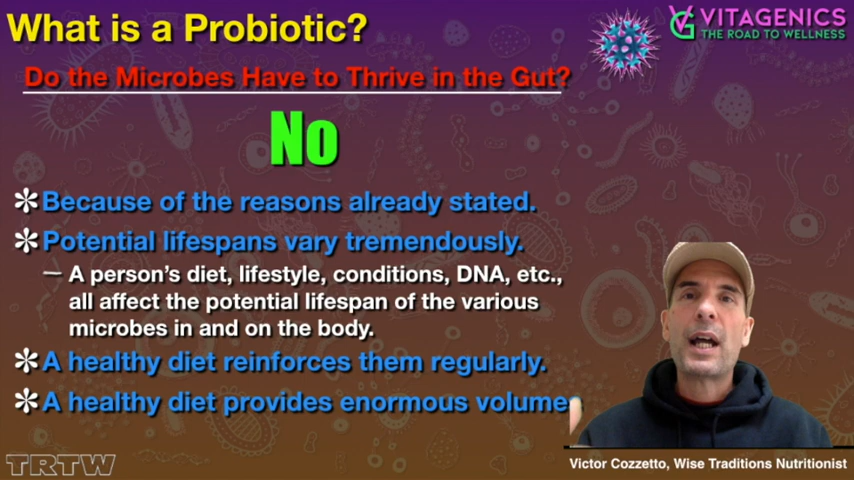 What is a Probiotic?
VITAGENICS
THE ROAD TO WELLNESS
Do the Microbes Have to Thrive in the Gut?
No
* Because of the reasons already stated.
* Potential lifespans vary tremendously.
– A person's diet, lifestyle, conditions, DNA, etc.,
all affect the potential lifespan of the various
microbes in and on the body.
* A healthy diet reinforces them regularly.
* A healthy diet provides enormous volume
TRTW
Victor Cozzetto, Wise Traditions Nutritionist